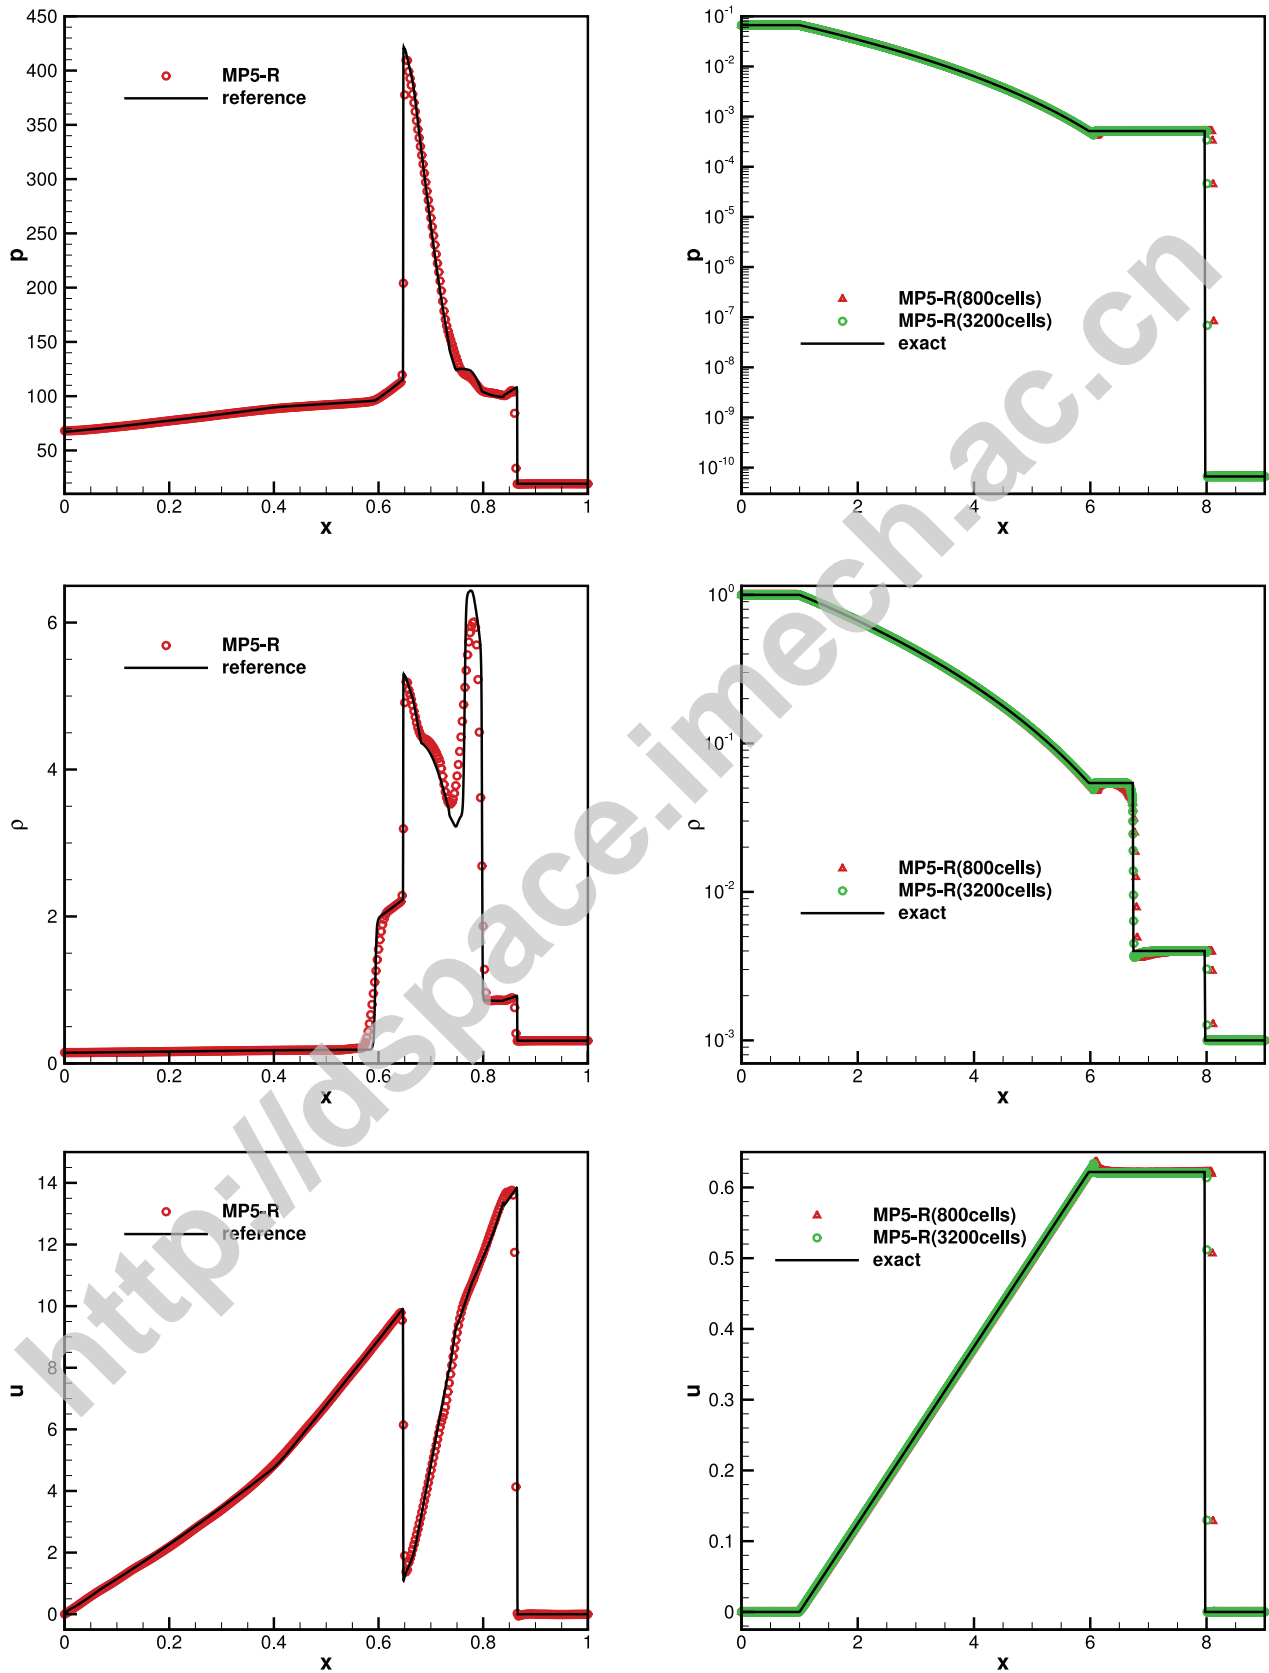 450
400
350
300
250
200
150
100
50
p
MP5-R
reference
0
0.2
0.4
0.6
0.8
1
x
10-1
10-2
10-3
10-4
10-5
10-6
10-7
10-8
10-9
10-10
p
MP5-R(800cells)
MP5-R(3200cells)
exact
0
2
4
6
8
x
6
4
2
0
ρ
MP5-R
reference
0
0.2
0.4
0.6
0.8
1
x
100
10-1
10-2
10-3
ρ
MP5-R(800cells)
MP5-R(3200cells)
exact
0
2
4
6
8
x
14
12
10
8
6
4
2
0
u
MP5-R
reference
0
0.2
0.4
0.6
0.8
1
x
0.6
0.5
0.4
0.3
0.2
0.1
0
u
MP5-R(800cells)
MP5-R(3200cells)
exact
0
2
4
6
8
x
http://dspace.imech.ac.cn